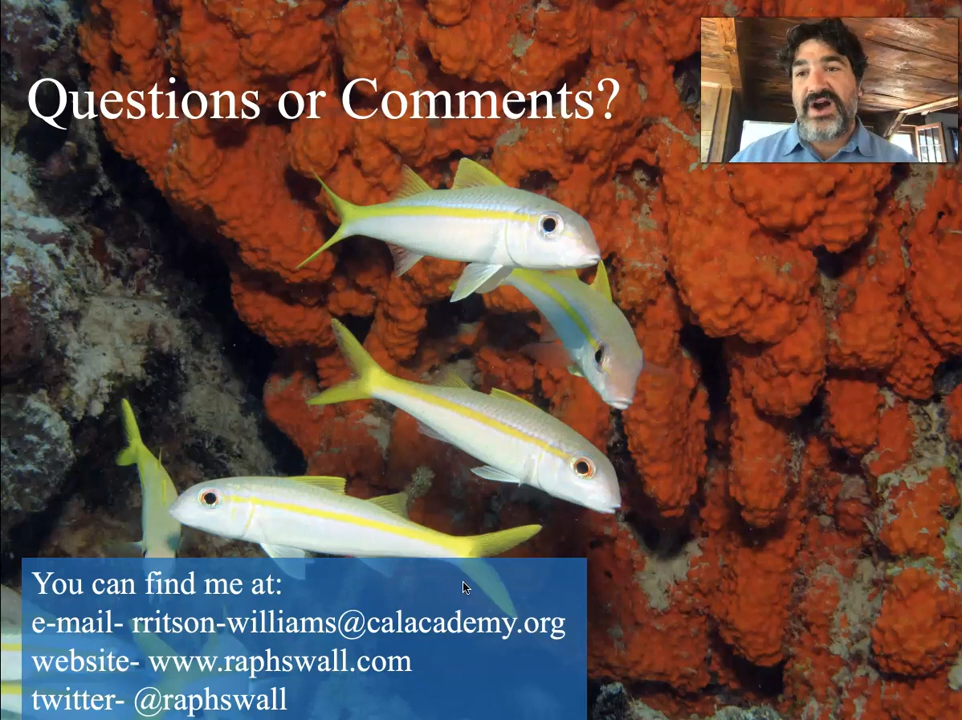 Questions or Comments?
You can find me at:
e-mail- rritson-williams@calacademy.org
website- www.raphswall.com
twitter- @raphswall